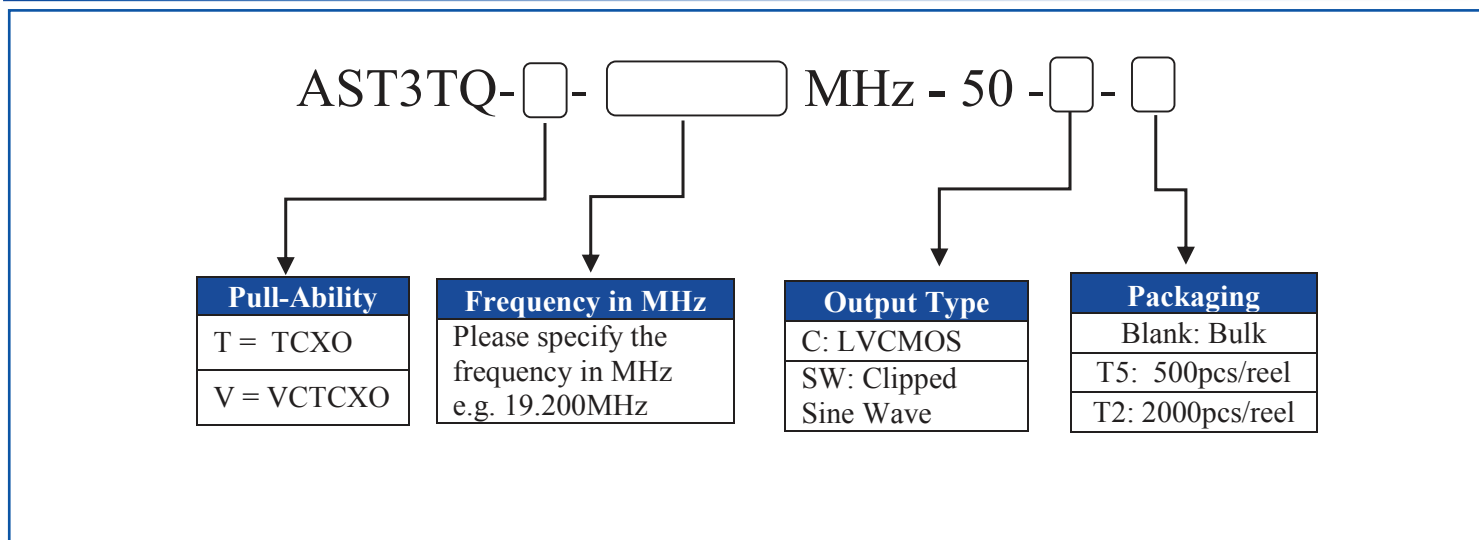 AST3TQ- - MHz - 50 - -
Pull-Ability
T = TCXO
V = VCTCXO
Frequency in MHz
Please specify the
frequency in MHz
e.g. 19.200MHz
Output Type
C: LVCMOS
SW: Clipped
Sine Wave
Packaging
Blank: Bulk
T5: 500pcs/reel
T2: 2000pcs/reel